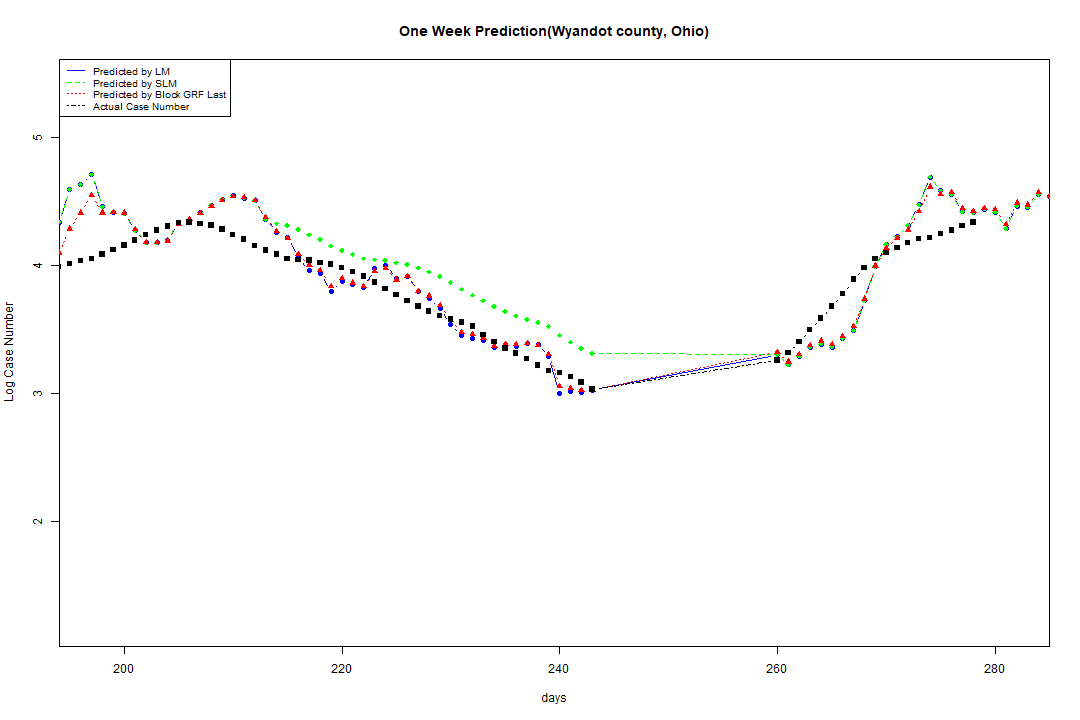 One Week Prediction(Wyandot county, Ohio)
Predicted by LM
Predicted by SLM
Predicted by Block GRF Last
Actual Case Number
5
4
3
2
Log Case Number
200 220 240 260 280
days